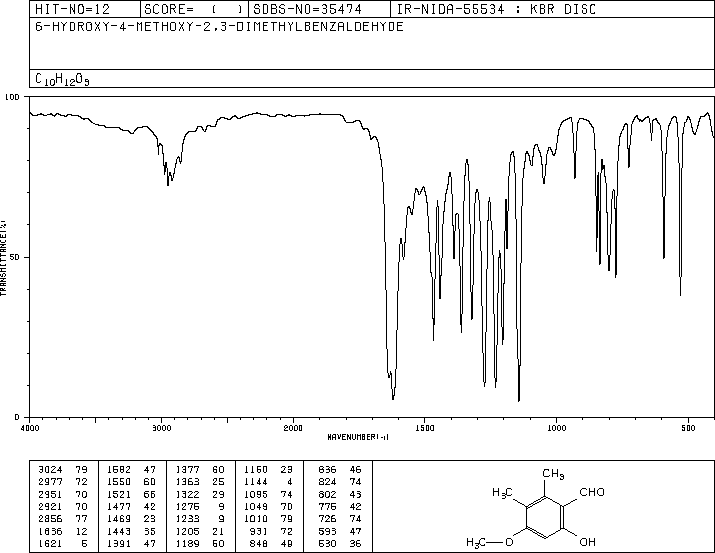 HIT-NO=12 SCORE= ( ) SDBS-NO=35474 IR-NIDA-55534 : KBR DISC
6-HYDROXY-4-METHOXY-2,3-DIMETHYLBENZALDEHYDE
C10H12O3
100
50
0
TRANSMITTANCE(%)
4000 3000 2000 1500 1000 500
WAVENUMBER(-1)
3024 79 1582 47 1377 60 1160 23 836 46
2977 72 1550 60 1363 25 1144 4 824 74
2951 70 1521 66 1322 29 1095 74 802 43
2921 70 1477 42 1276 9 1049 70 776 42
2856 77 1469 23 1233 9 1010 79 726 74
1636 12 1443 35 1205 21 931 72 593 47
1621 5 1391 47 1189 50 848 49 530 36
CH3
H3C CHO
H3C O OH